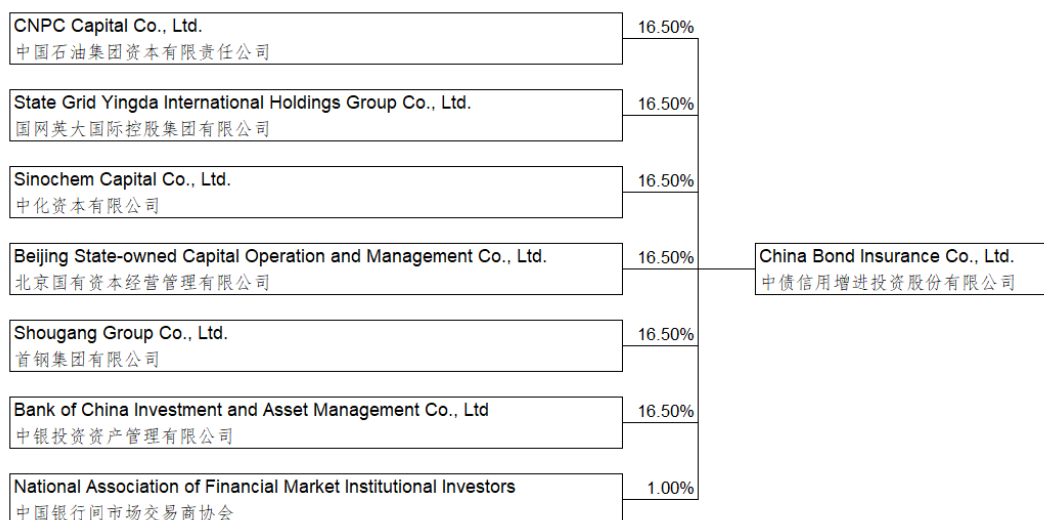 CNPC Capital Co., Ltd.
中国石油集团资本有限责任公司
16.50%
State Grid Yingda International Holdings Group Co., Ltd.
国网英大国际控股集团有限公司
16.50%
Sinochem Capital Co., Ltd.
中化资本有限公司
16.50%
Beijing State-owned Capital Operation and Management Co., Ltd.
北京国有资本经营管理有限公司
16.50%
China Bond Insurance Co., Ltd.
中债信用增进投资股份有限公司
Shougang Group Co., Ltd.
首钢集团有限公司
16.50%
Bank of China Investment and Asset Management Co., Ltd
中银投资资产管理有限公司
16.50%
National Association of Financial Market Institutional Investors
中国银行间市场交易商协会
1.00%